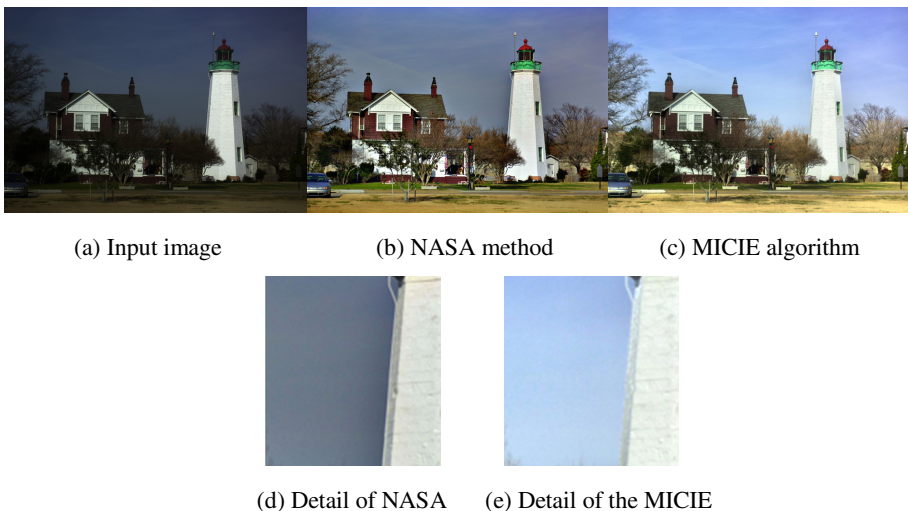 (a) Input image
(b) NASA method
(c) MICIE algorithm
(d) Detail of NASA
(e) Detail of the MICIE